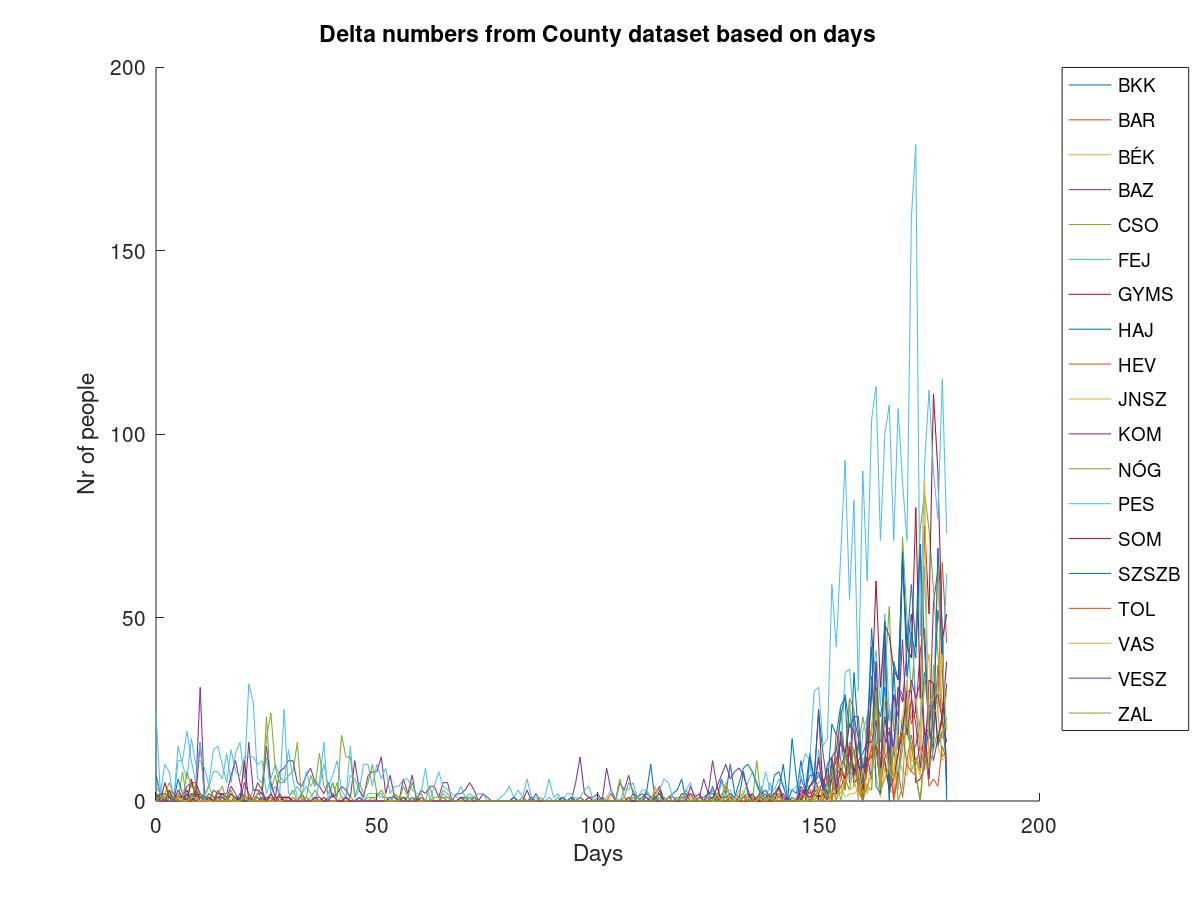 Delta numbers from County dataset based on days
200
150
100
50
0
Nr of people
0 50 100 150 200
Days
BKK
BAR
BÉK
BAZ
CSO
FEJ
GYMS
HAJ
HEV
JNSZ
KOM
NÓG
PES
SOM
SZSZB
TOL
VAS
VESZ
ZAL